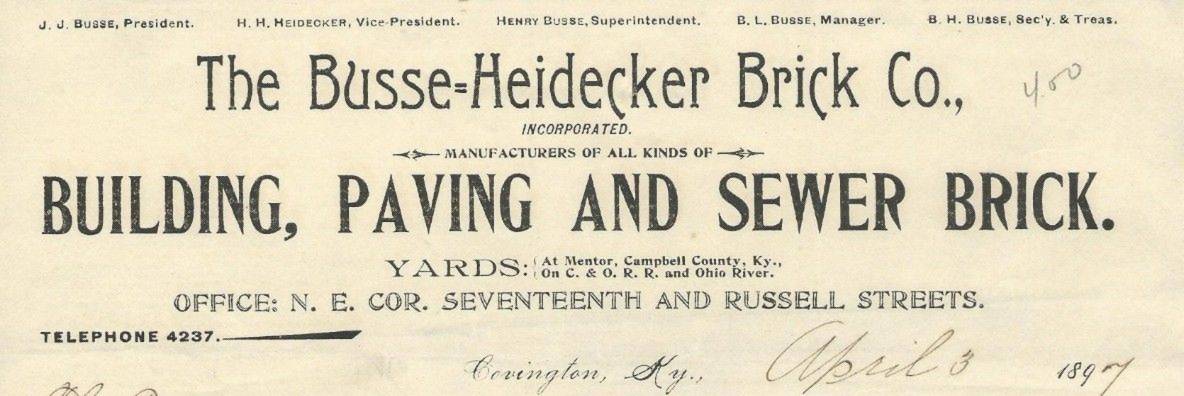 J. J. BUSSE, President. H. H. HEIDECKER, Vice-President. HENRY BUSSE, Superintendent. B. L. BUSSE, Manager. B. H. BUSSE, Sec'y. & Treas.
The Busse=Heidecker Brick Co.,
4.00
INCORPORATED.
MANUFACTURERS OF ALL KINDS OF
BUILDING, PAVING AND SEWER BRICK.
YARDS: { At Mentor, Campbell County, Ky.,
On C. & O. R. R. and Ohio River.
OFFICE: N. E. COR. SEVENTEENTH AND RUSSELL STREETS.
TELEPHONE 4237.
Covington, Ky., April 3 1897